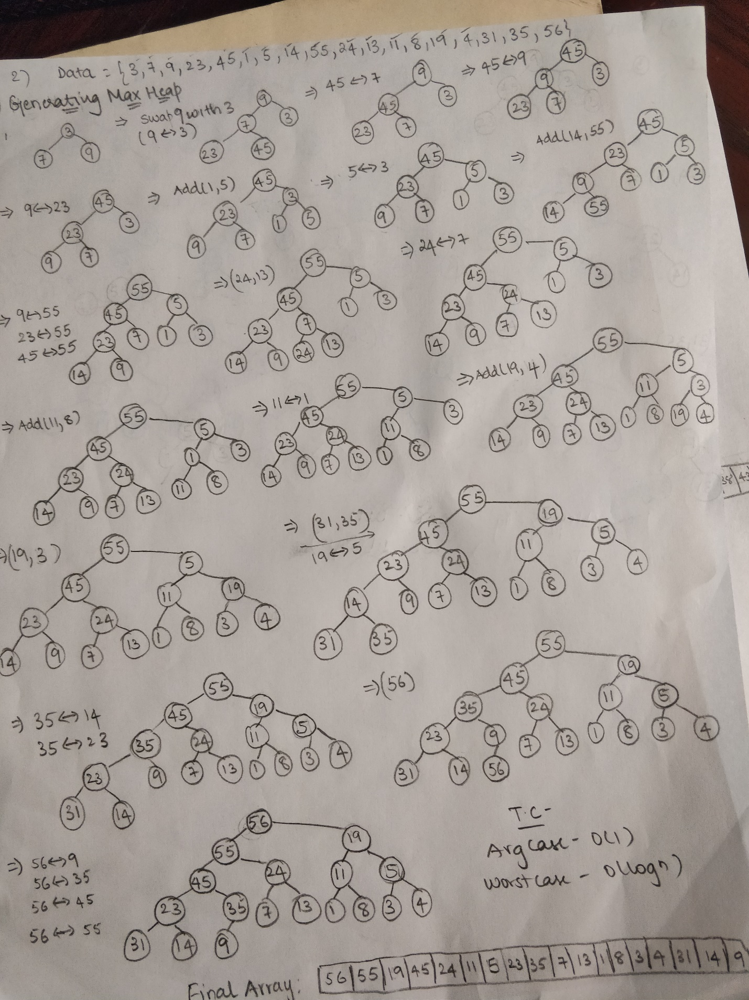 2) Data = {3,7,9,23,45,1,5,14,55,24,13,11,8,19,4,31,35,56}
Generating Max Heap
3
7 9
⇒ swap 9 with 3
(9↔3)
9
7 3
23 45
⇒ 45↔7
9
45 3
23 7
⇒ 45↔9
45
9 3
23 7
⇒ 9↔23
45
23 3
9 7
⇒ Add(1,5)
45
23 3
9 7 1 5
⇒ 5↔3
45
23 5
9 7 1 3
⇒ Add(14,55)
45
23 5
9 7 1 3
14 55
⇒ 9↔55
23↔55
45↔55
55
45 5
23 7 1 3
14 9
⇒(24,13)
55
45 5
23 7 1 3
14 9 24 13
⇒ 24↔7
55
45 5
23 24 1 3
14 9 7 13
⇒ Add(11,8)
55
45 5
23 24 1 3
14 9 7 13 11 8
⇒ 11↔1
55
45 5
23 24 11 3
14 9 7 13 1 8
⇒Add(19,4)
55
45 5
23 24 11 3
14 9 7 13 1 8 19 4
⇒(19,3)
55
45 5
23 24 11 19
14 9 7 13 1 8 3 4
⇒ (31,35)
19↔5
55
45 19
23 24 11 5
14 9 7 13 1 8 3 4
31 35
⇒ 35↔14
35↔23
55
45 19
35 24 11 5
23 9 7 13 1 8 3 4
31 14
⇒(56)
55
45 19
35 24 11 5
23 9 7 13 1 8 3 4
31 14 56
⇒ 56↔9
56↔35
56↔45
56↔55
56
55 19
45 24 11 5
23 35 7 13 1 8 3 4
31 14 9
T.C-
Avg case - O(1)
worst case - O(logn)
Final Array: 56|55|19|45|24|11|5|23|35|7|13|1|8|3|4|31|14|9